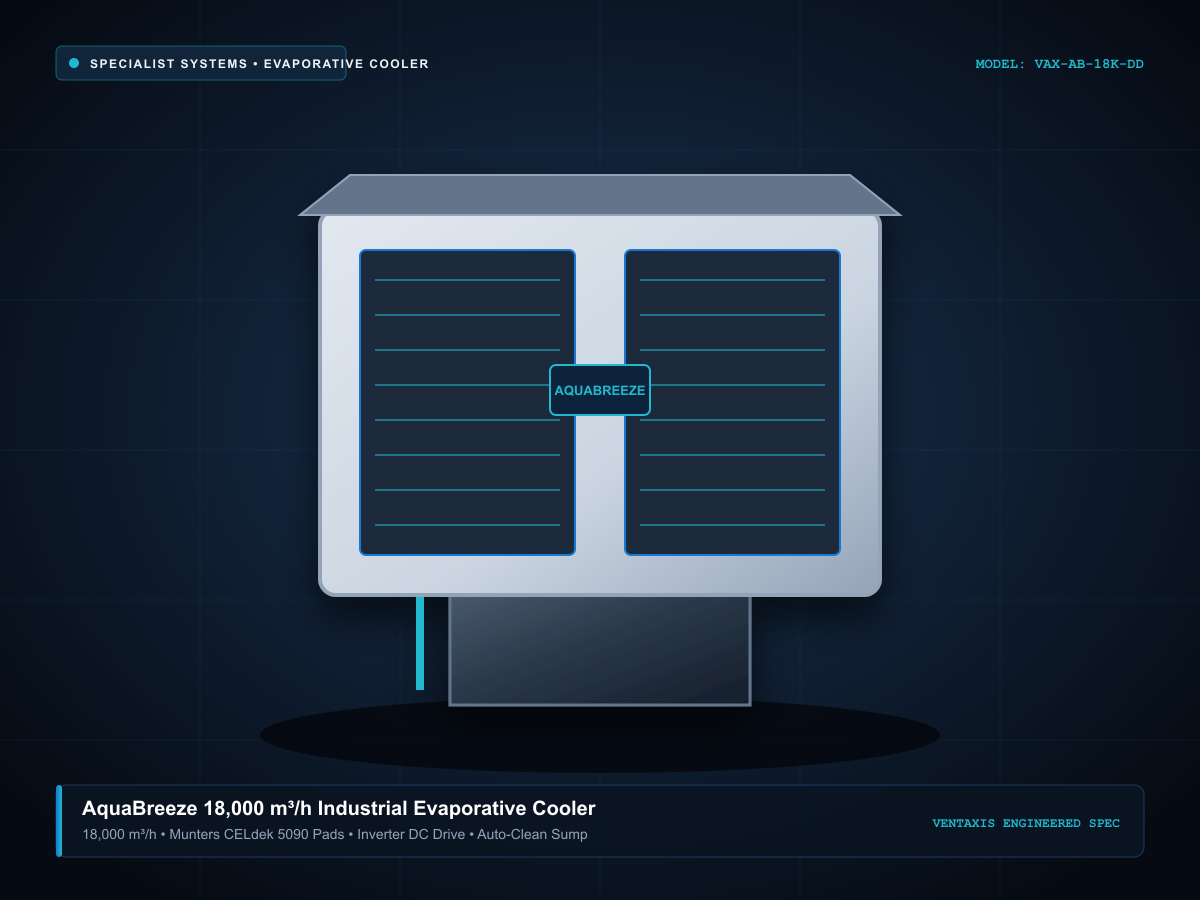 SPECIALIST SYSTEMS • EVAPORATIVE COOLER
MODEL: VAX-AB-18K-DD
AQUABREEZE
AquaBreeze 18,000 m³/h Industrial Evaporative Cooler
18,000 m³/h • Munters CELdek 5090 Pads • Inverter DC Drive • Auto-Clean Sump
VENTAXIS ENGINEERED SPEC